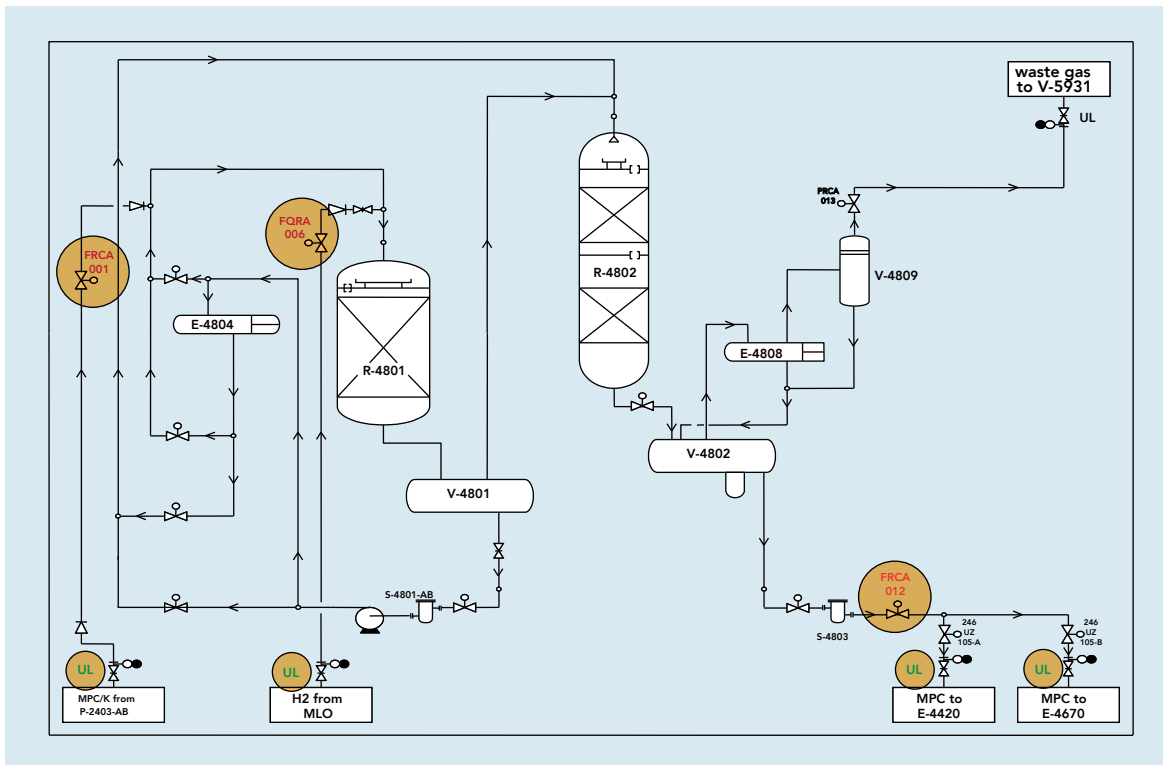 waste gas
to V-5931
UL
PRCA
013
FQRA
006
FRCA
001
R-4802
V-4809
E-4804
E-4808
R-4801
V-4802
V-4801
S-4801-AB
FRCA
012
S-4803
246
UZ
105-A
246
UZ
105-B
UL
MPC/K from
P-2403-AB
UL
H2 from
MLO
UL
MPC to
E-4420
UL
MPC to
E-4670